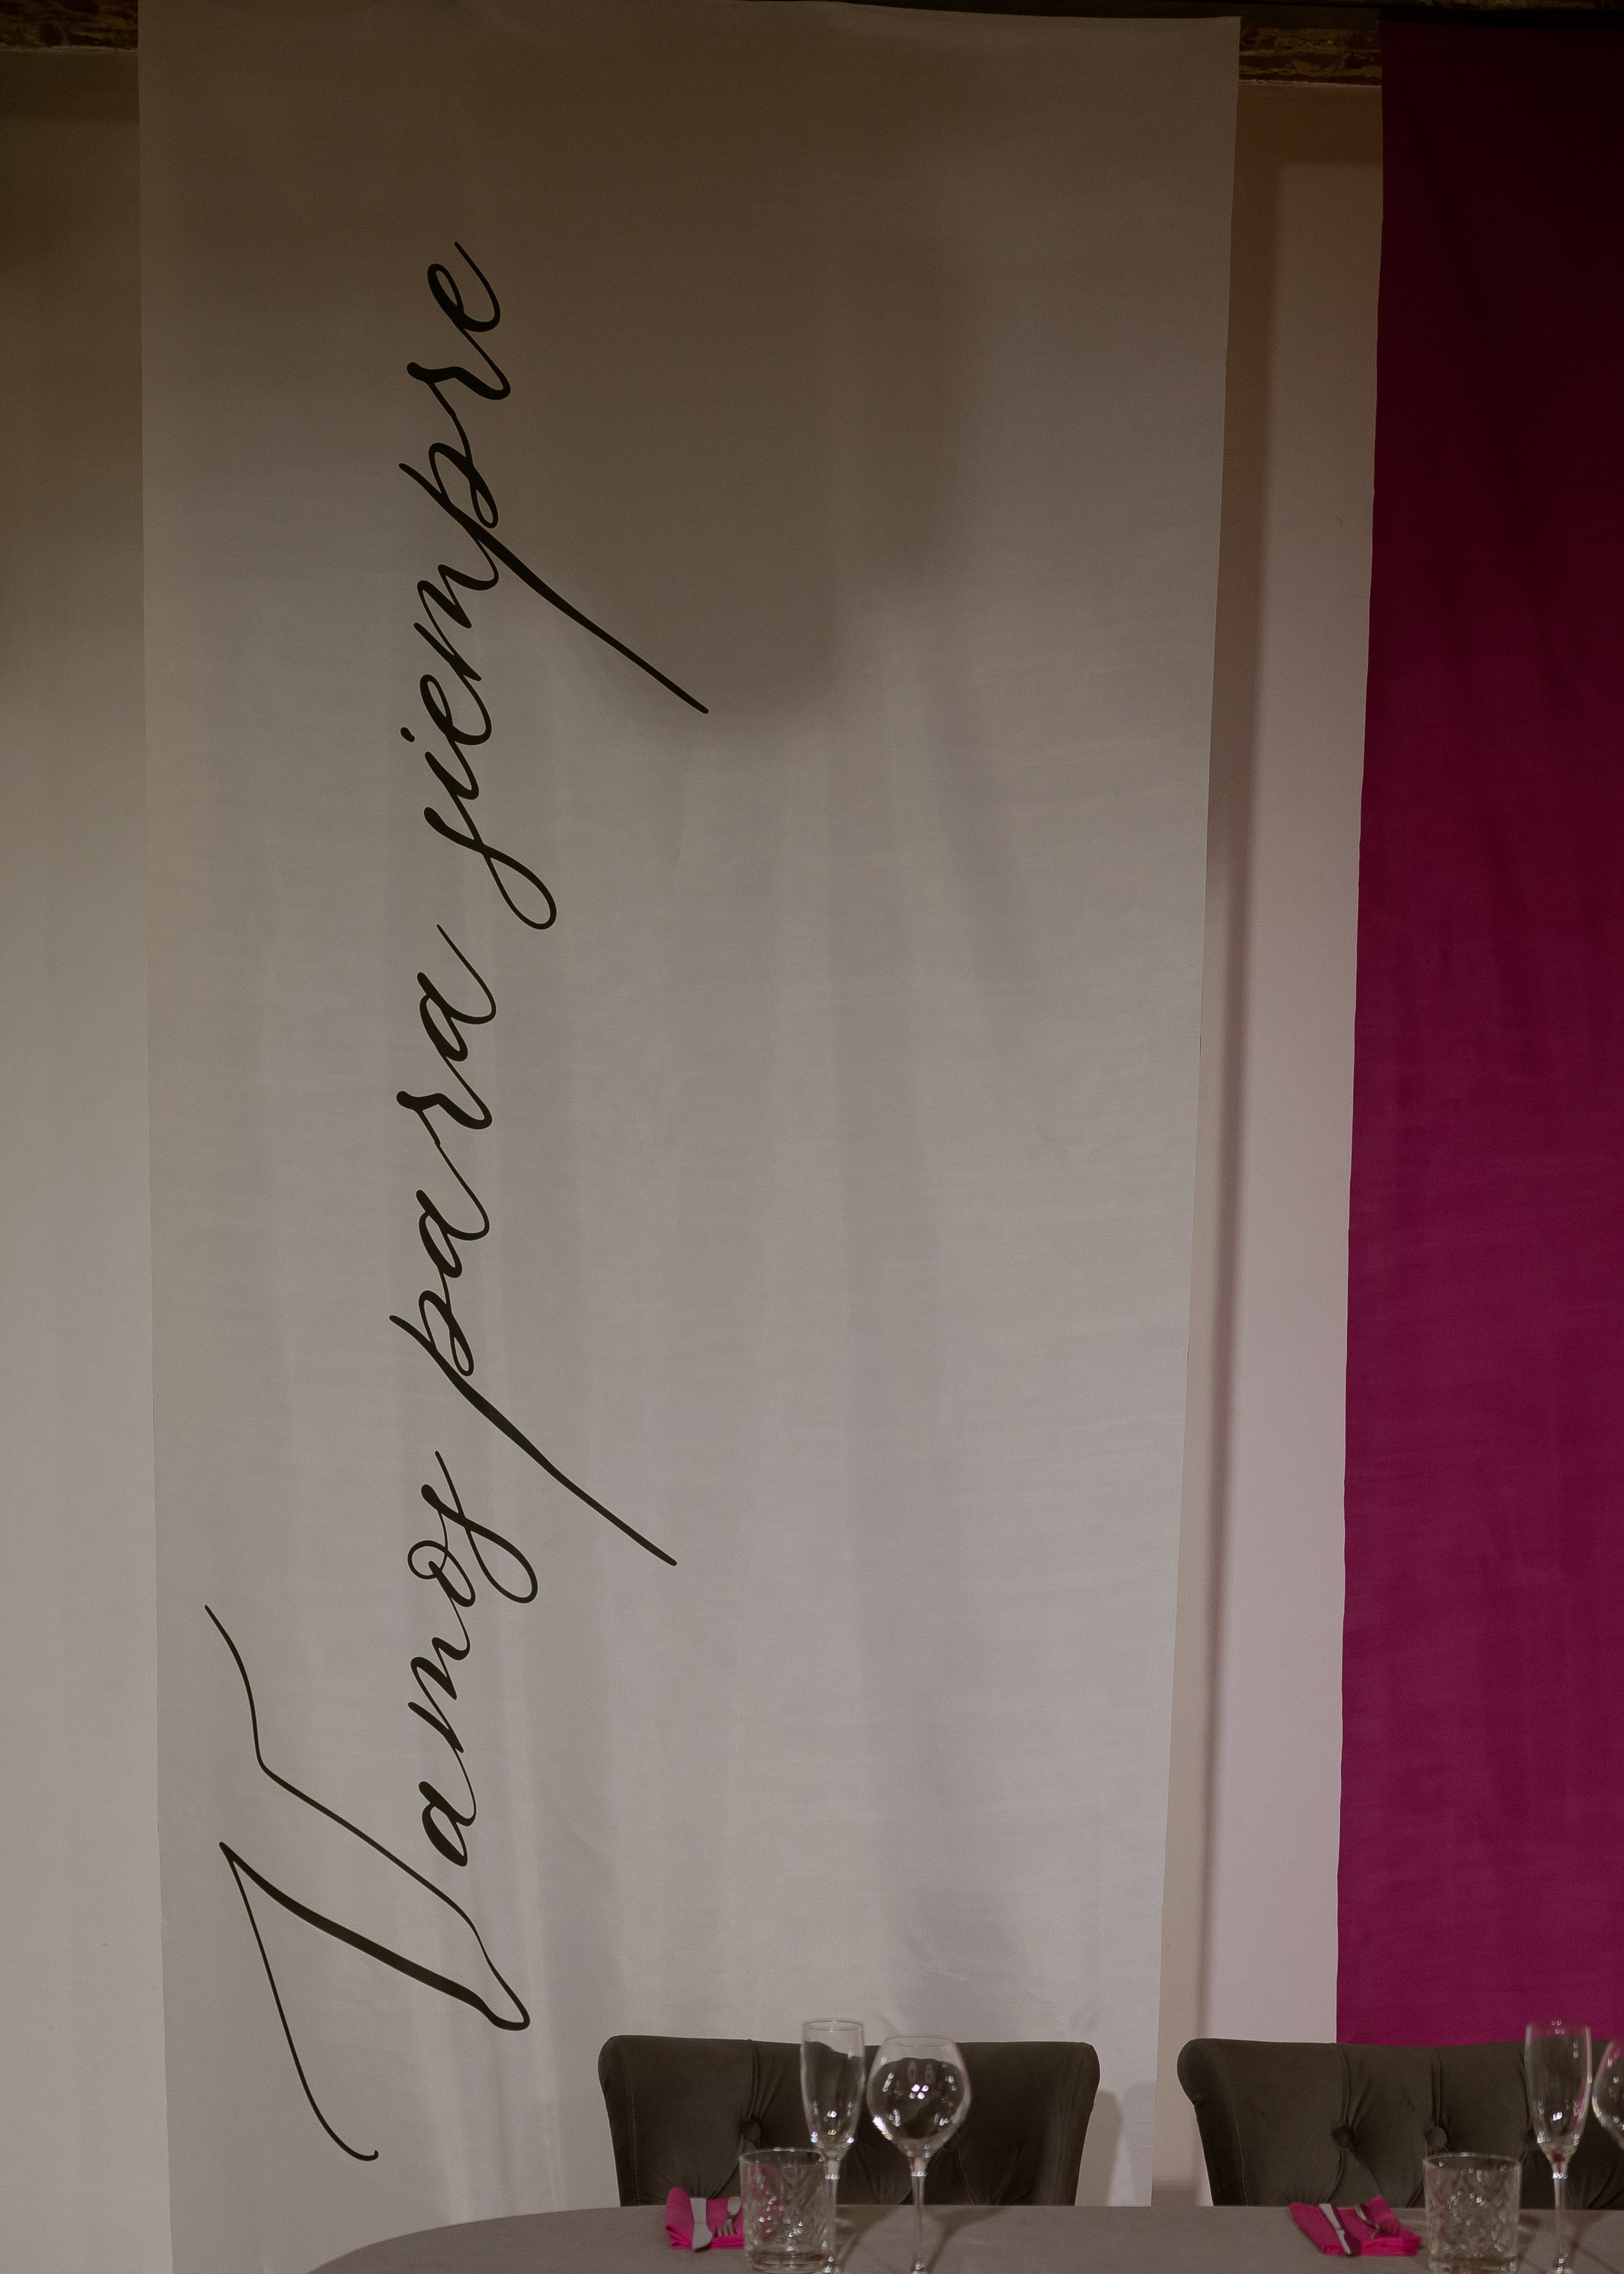 Vamos para siempre